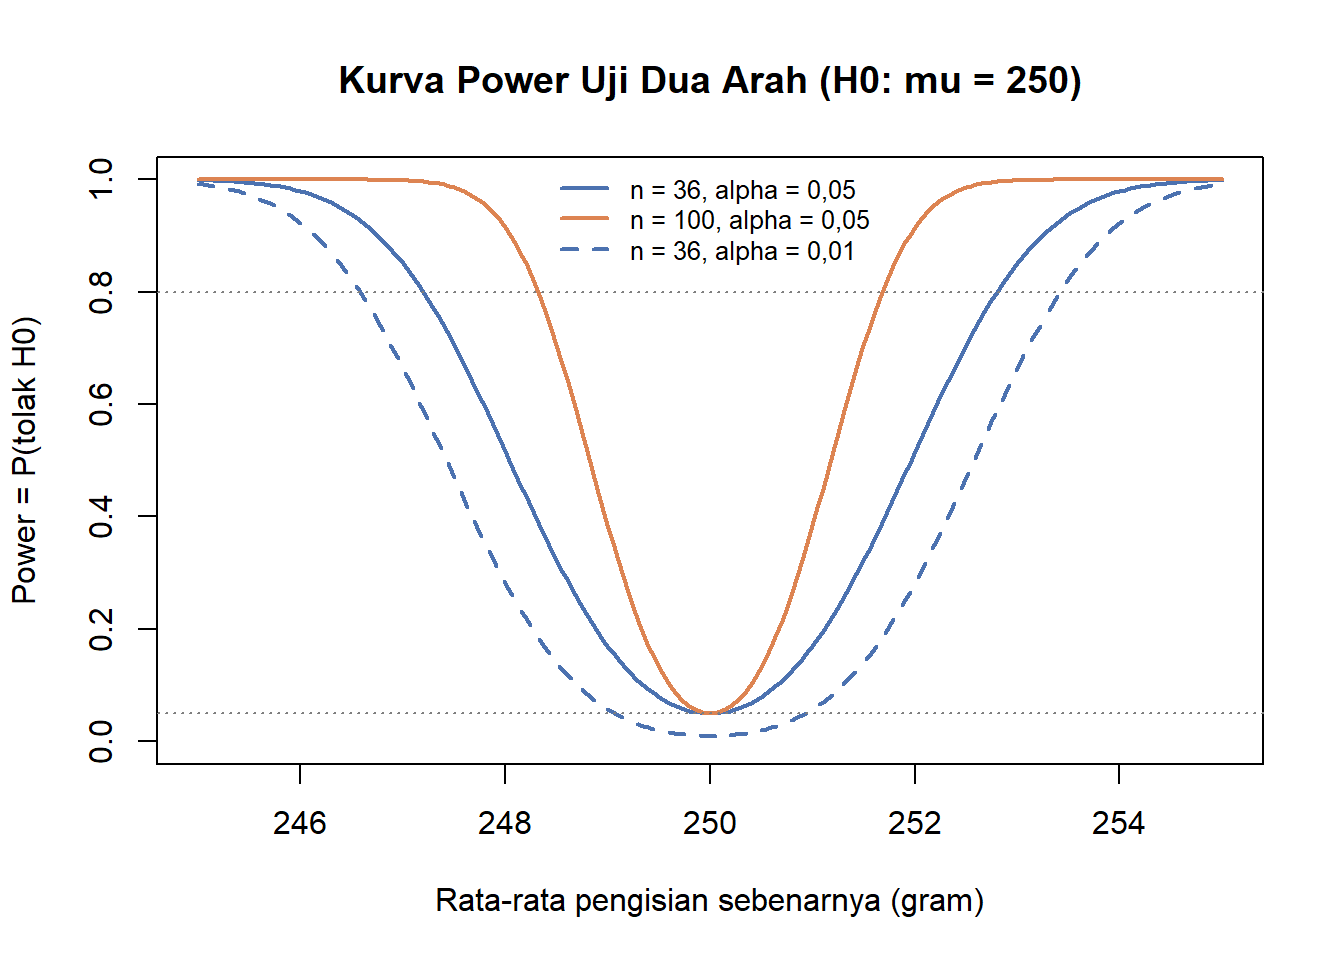 Kurva Power Uji Dua Arah (H0: mu = 250)
n = 36, alpha = 0,05
n = 100, alpha = 0,05
n = 36, alpha = 0,01
Power = P(tolak H0)
1.0
0.8
0.6
0.4
0.2
0.0
246 248 250 252 254
Rata-rata pengisian sebenarnya (gram)